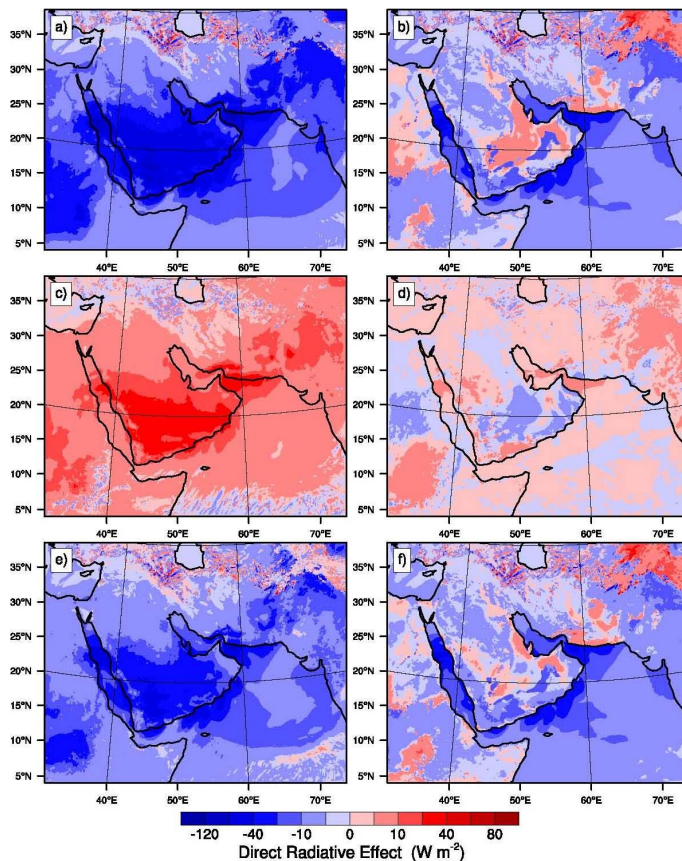 a) b)
35°N 35°N
30°N 30°N
25°N 25°N
20°N 20°N
15°N 15°N
10°N 10°N
5°N 5°N
40°E 50°E 60°E 70°E 40°E 50°E 60°E 70°E
c) d)
35°N 35°N
30°N 30°N
25°N 25°N
20°N 20°N
15°N 15°N
10°N 10°N
5°N 5°N
40°E 50°E 60°E 70°E 40°E 50°E 60°E 70°E
e) f)
35°N 35°N
30°N 30°N
25°N 25°N
20°N 20°N
15°N 15°N
10°N 10°N
5°N 5°N
40°E 50°E 60°E 70°E 40°E 50°E 60°E 70°E
-120 -40 -10 0 10 40 80
Direct Radiative Effect (W m⁻²)